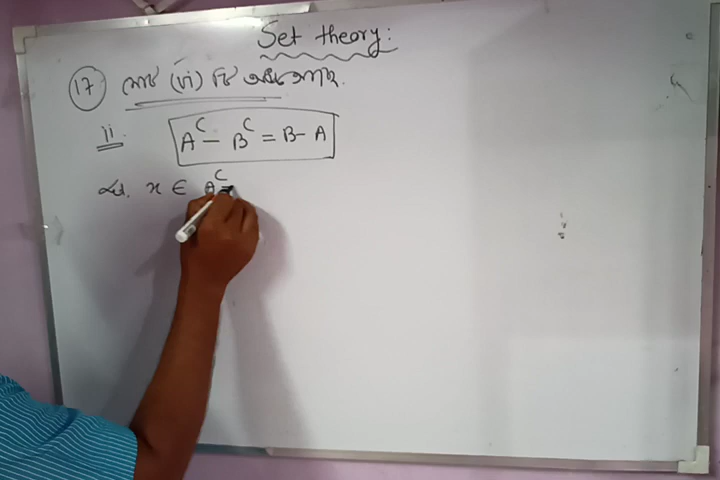 Set theory:
17 (vi)
ii. A^C - B^C = B - A
Let, x ∈ A^C